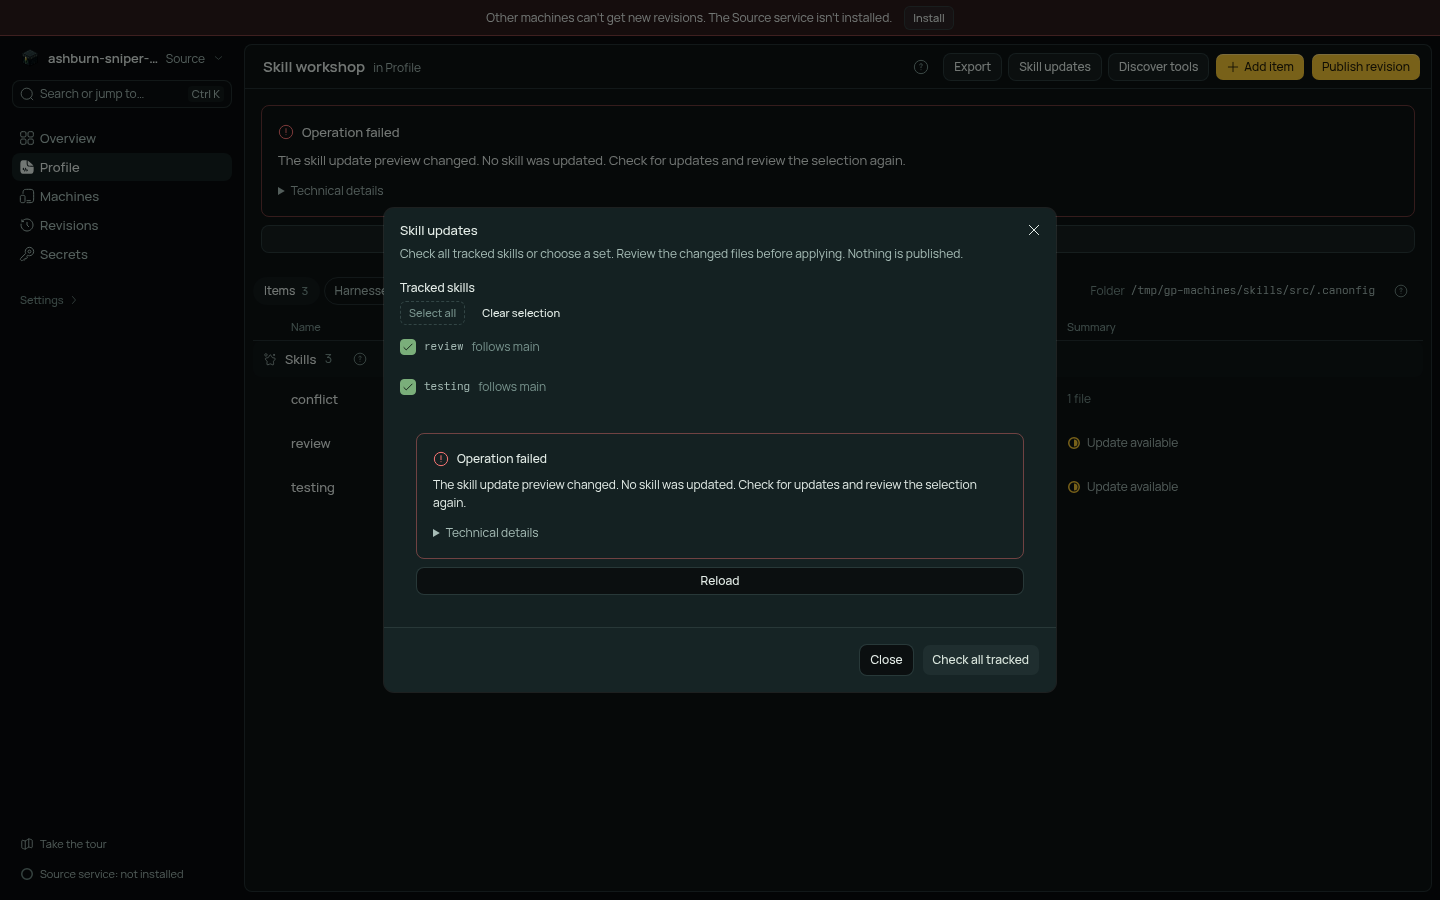 Other machines can't get new revisions. The Source service isn't installed.
Install
ashburn-sniper-… Source
Search or jump to… Ctrl K
Overview
Profile
Machines
Revisions
Secrets
Settings
Take the tour
Source service: not installed
Skill workshop in Profile
Export
Skill updates
Discover tools
Add item
Publish revision
Operation failed
The skill update preview changed. No skill was updated. Check for updates and review the selection again.
Technical details
Items 3
Folder /tmp/gp-machines/skills/src/.canonfig
Name
Summary
Skills 3
conflict
1 file
review
Update available
testing
Update available
Skill updates
Check all tracked skills or choose a set. Review the changed files before applying. Nothing is published.
Tracked skills
Select all
Clear selection
review follows main
testing follows main
Operation failed
The skill update preview changed. No skill was updated. Check for updates and review the selection
again.
Technical details
Reload
Close
Check all tracked